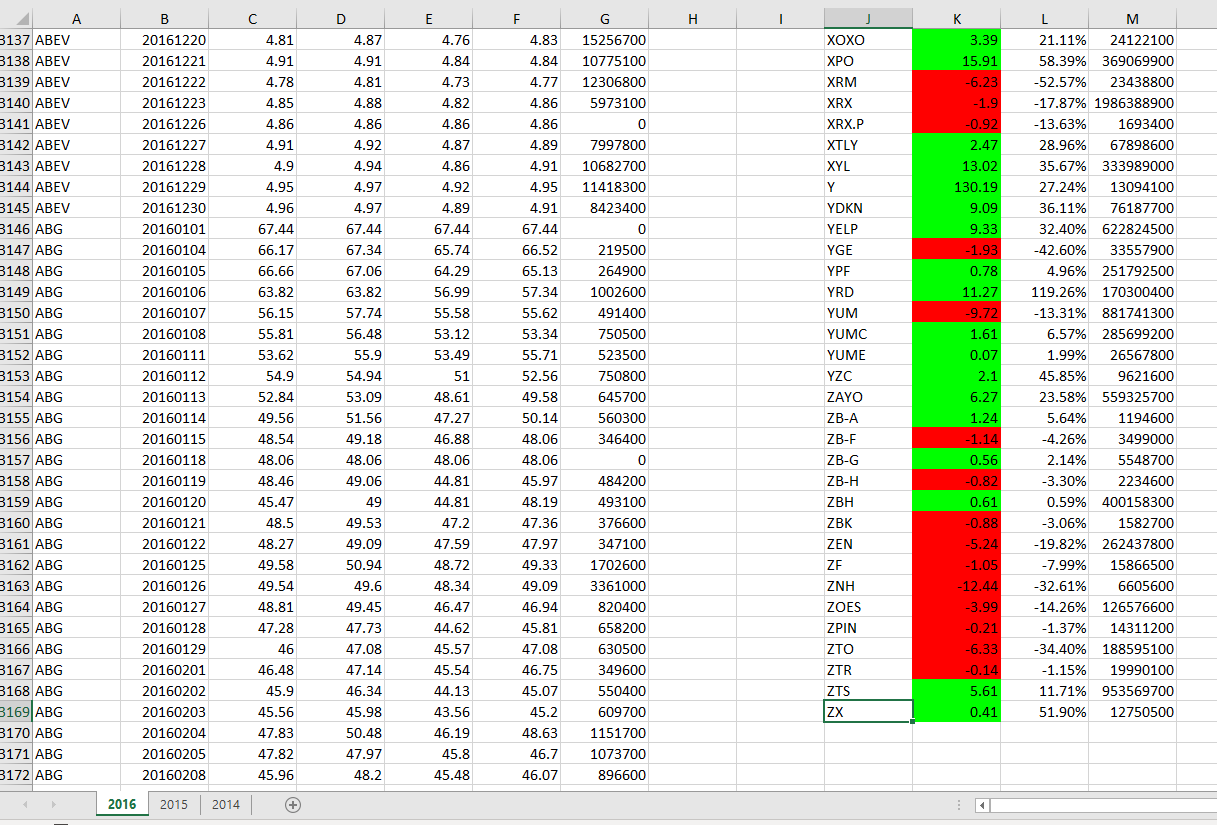 A B C D E F G H I J K L M
3137 ABEV 20161220 4.81 4.87 4.76 4.83 15256700 XOXO 3.39 21.11% 24122100
3138 ABEV 20161221 4.91 4.91 4.84 4.84 10775100 XPO 15.91 58.39% 369069900
3139 ABEV 20161222 4.78 4.81 4.73 4.77 12306800 XRM -6.23 -52.57% 23438800
3140 ABEV 20161223 4.85 4.88 4.82 4.86 5973100 XRX -1.9 -17.87% 1986388900
3141 ABEV 20161226 4.86 4.86 4.86 4.86 0 XRX.P -0.92 -13.63% 1693400
3142 ABEV 20161227 4.91 4.92 4.87 4.89 7997800 XTLY 2.47 28.96% 67898600
3143 ABEV 20161228 4.9 4.94 4.86 4.91 10682700 XYL 13.02 35.67% 333989000
3144 ABEV 20161229 4.95 4.97 4.92 4.95 11418300 Y 130.19 27.24% 13094100
3145 ABEV 20161230 4.96 4.97 4.89 4.91 8423400 YDKN 9.09 36.11% 76187700
3146 ABG 20160101 67.44 67.44 67.44 67.44 0 YELP 9.33 32.40% 622824500
3147 ABG 20160104 66.17 67.34 65.74 66.52 219500 YGE -1.93 -42.60% 33557900
3148 ABG 20160105 66.66 67.06 64.29 65.13 264900 YPF 0.78 4.96% 251792500
3149 ABG 20160106 63.82 63.82 56.99 57.34 1002600 YRD 11.27 119.26% 170300400
3150 ABG 20160107 56.15 57.74 55.58 55.62 491400 YUM -9.72 -13.31% 881741300
3151 ABG 20160108 55.81 56.48 53.12 53.34 750500 YUMC 1.61 6.57% 285699200
3152 ABG 20160111 53.62 55.9 53.49 55.71 523500 YUME 0.07 1.99% 26567800
3153 ABG 20160112 54.9 54.94 51 52.56 750800 YZC 2.1 45.85% 9621600
3154 ABG 20160113 52.84 53.09 48.61 49.58 645700 ZAYO 6.27 23.58% 559325700
3155 ABG 20160114 49.56 51.56 47.27 50.14 560300 ZB-A 1.24 5.64% 1194600
3156 ABG 20160115 48.54 49.18 46.88 48.06 346400 ZB-F -1.14 -4.26% 3499000
3157 ABG 20160118 48.06 48.06 48.06 48.06 0 ZB-G 0.56 2.14% 5548700
3158 ABG 20160119 48.46 49.06 44.81 45.97 484200 ZB-H -0.82 -3.30% 2234600
3159 ABG 20160120 45.47 49 44.81 48.19 493100 ZBH 0.61 0.59% 400158300
3160 ABG 20160121 48.5 49.53 47.2 47.36 376600 ZBK -0.88 -3.06% 1582700
3161 ABG 20160122 48.27 49.09 47.59 47.97 347100 ZEN -5.24 -19.82% 262437800
3162 ABG 20160125 49.58 50.94 48.72 49.33 1702600 ZF -1.05 -7.99% 15866500
3163 ABG 20160126 49.54 49.6 48.34 49.09 3361000 ZNH -12.44 -32.61% 6605600
3164 ABG 20160127 48.81 49.45 46.47 46.94 820400 ZOES -3.99 -14.26% 126576600
3165 ABG 20160128 47.28 47.73 44.62 45.81 658200 ZPIN -0.21 -1.37% 14311200
3166 ABG 20160129 46 47.08 45.57 47.08 630500 ZTO -6.33 -34.40% 188595100
3167 ABG 20160201 46.48 47.14 45.54 46.75 349600 ZTR -0.14 -1.15% 19990100
3168 ABG 20160202 45.9 46.34 44.13 45.07 550400 ZTS 5.61 11.71% 953569700
3169 ABG 20160203 45.56 45.98 43.56 45.2 609700 ZX 0.41 51.90% 12750500
3170 ABG 20160204 47.83 50.48 46.19 48.63 1151700
3171 ABG 20160205 47.82 47.97 45.8 46.7 1073700
3172 ABG 20160208 45.96 48.2 45.48 46.07 896600
2016 2015 2014